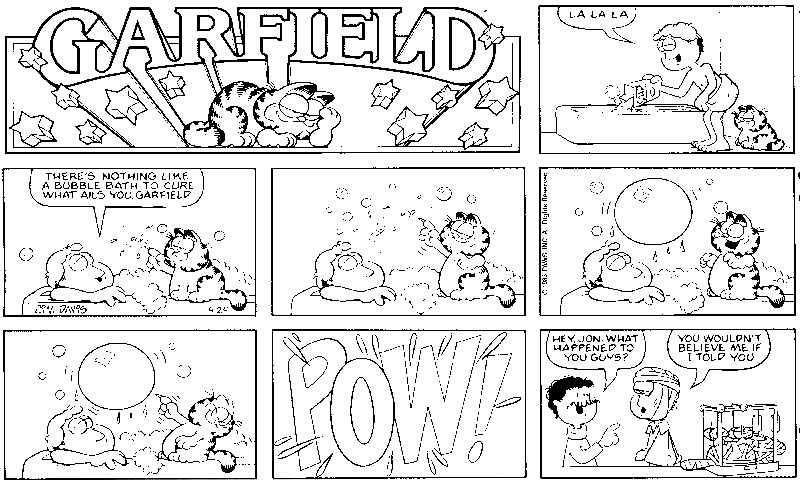 GARFIELD
LA LA LA
THERE'S NOTHING LIKE
A BUBBLE BATH TO CURE
WHAT AILS YOU, GARFIELD
JIM DAVIS
POW!
HEY, JON. WHAT
HAPPENED TO
YOU GUYS?
YOU WOULDN'T
BELIEVE ME IF
I TOLD YOU